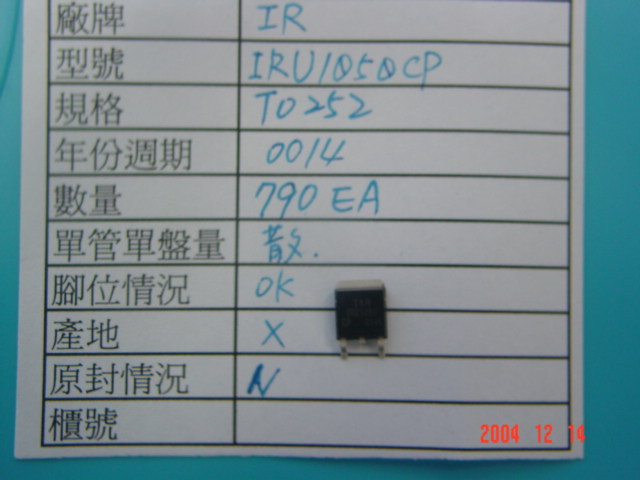 廠牌 IR
型號 IRU1050CP
規格 TO252
年份週期 0014
數量 790 EA
單管單盤量 散.
腳位情況 OK
產地 X
原封情況 N
櫃號
2004 12 14